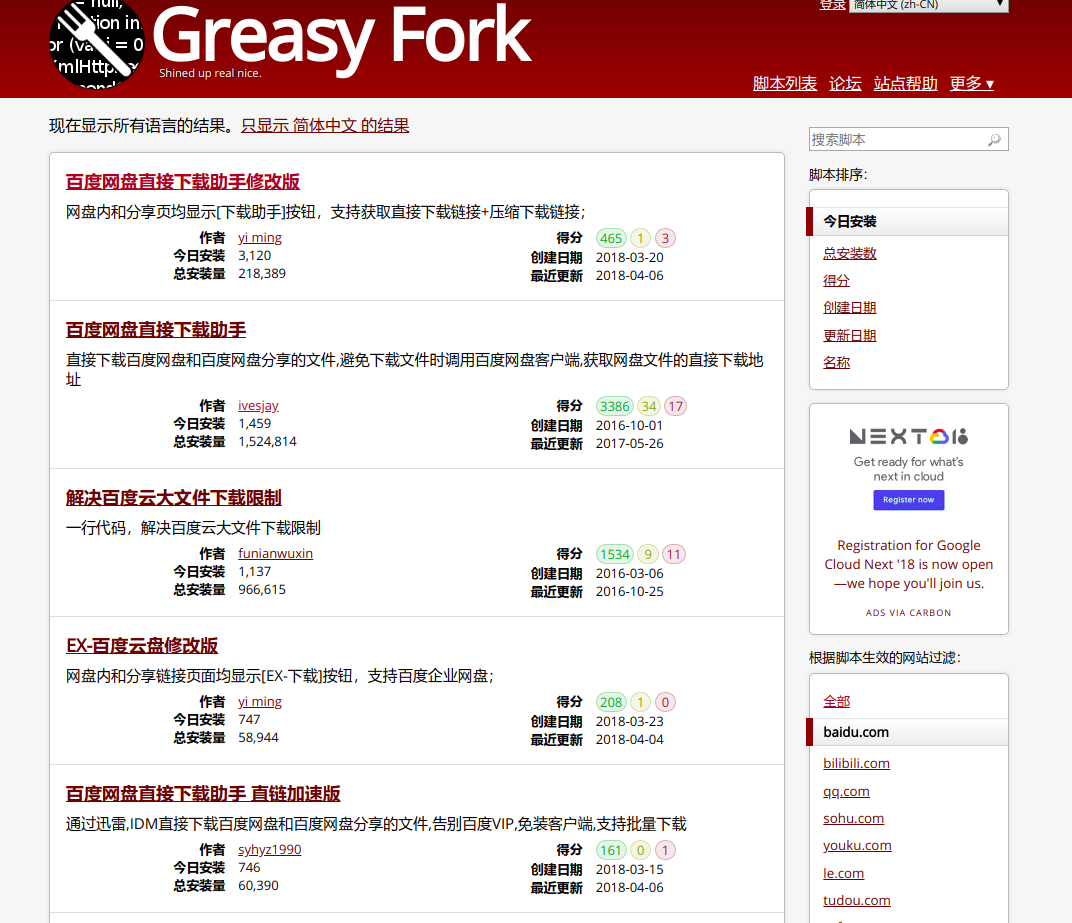 = null,
登录 简体中文 (zh-CN) ▼
Greasy Fork
Shined up real nice.
脚本列表 论坛 站点帮助 更多 ▾
现在显示所有语言的结果。只显示 简体中文 的结果
百度网盘直接下载助手修改版
网盘内和分享页均显示[下载助手]按钮，支持获取直接下载链接+压缩下载链接；
作者 yi ming 得分 465 1 3
今日安装 3,120 创建日期 2018-03-20
总安装量 218,389 最近更新 2018-04-06
百度网盘直接下载助手
直接下载百度网盘和百度网盘分享的文件,避免下载文件时调用百度网盘客户端,获取网盘文件的直接下载地
址
作者 ivesjay 得分 3386 34 17
今日安装 1,459 创建日期 2016-10-01
总安装量 1,524,814 最近更新 2017-05-26
解决百度云大文件下载限制
一行代码，解决百度云大文件下载限制
作者 funianwuxin 得分 1534 9 11
今日安装 1,137 创建日期 2016-03-06
总安装量 966,615 最近更新 2016-10-25
EX-百度云盘修改版
网盘内和分享链接页面均显示[EX-下载]按钮，支持百度企业网盘；
作者 yi ming 得分 208 1 0
今日安装 747 创建日期 2018-03-23
总安装量 58,944 最近更新 2018-04-04
百度网盘直接下载助手 直链加速版
通过迅雷,IDM直接下载百度网盘和百度网盘分享的文件,告别百度VIP,免装客户端,支持批量下载
作者 syhyz1990 得分 161 0 1
今日安装 746 创建日期 2018-03-15
总安装量 60,390 最近更新 2018-04-06
搜索脚本
脚本排序：
今日安装
总安装数
得分
创建日期
更新日期
名称
NEXT 18
Get ready for what's
next in cloud
Register now
Registration for Google
Cloud Next '18 is now open
—we hope you'll join us.
ADS VIA CARBON
根据脚本生效的网站过滤：
全部
baidu.com
bilibili.com
qq.com
sohu.com
youku.com
le.com
tudou.com